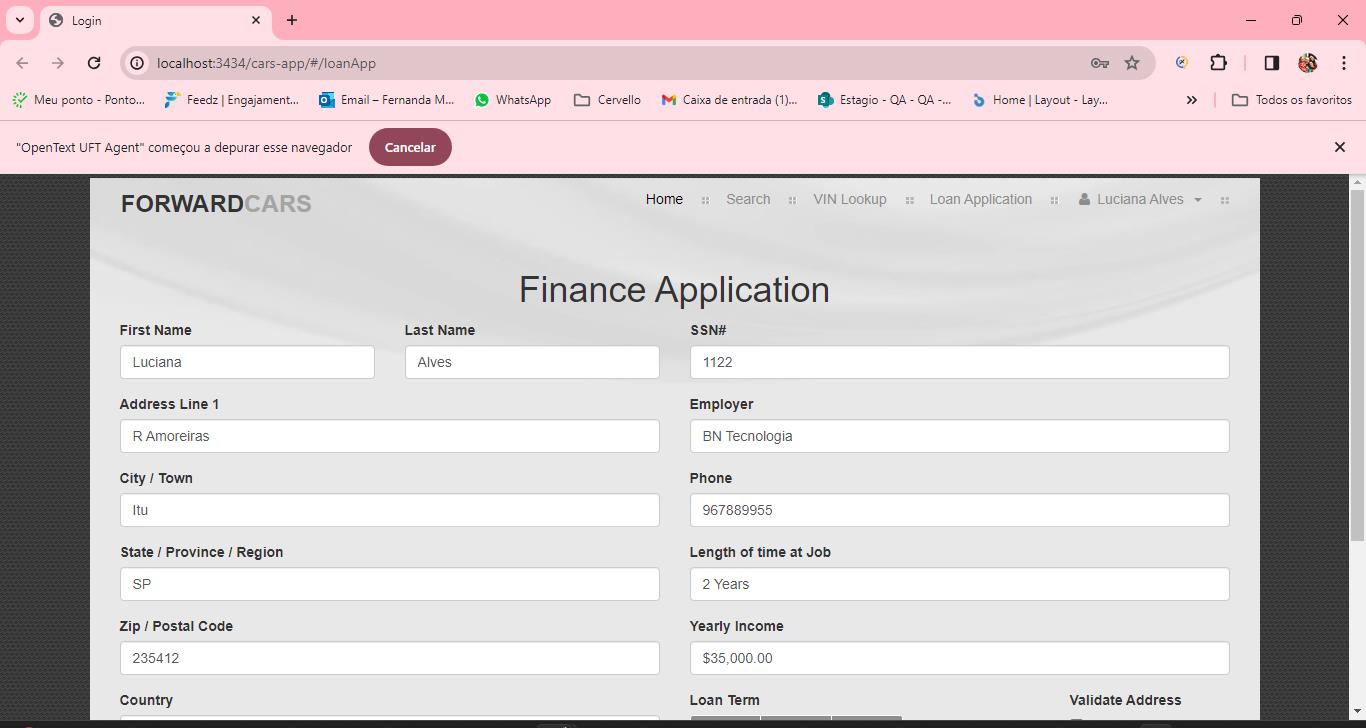 Login
localhost:3434/cars-app/#/loanApp
Meu ponto - Ponto... Feedz | Engajament... Email – Fernanda M... WhatsApp Cervello Caixa de entrada (1)... Estagio - QA - QA -... Home | Layout - Lay... Todos os favoritos
"OpenText UFT Agent" começou a depurar esse navegador Cancelar
FORWARDCARS Home Search VIN Lookup Loan Application Luciana Alves
Finance Application
First Name Last Name SSN#
Luciana Alves 1122
Address Line 1 Employer
R Amoreiras BN Tecnologia
City / Town Phone
Itu 967889955
State / Province / Region Length of time at Job
SP 2 Years
Zip / Postal Code Yearly Income
235412 $35,000.00
Country Loan Term Validate Address